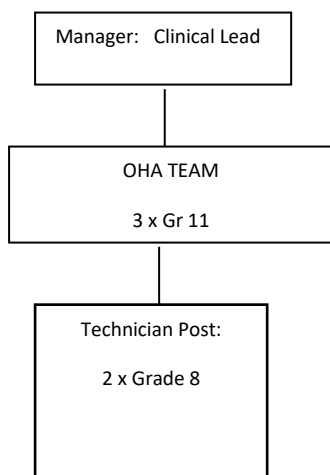 Manager: Clinical Lead
OHA TEAM
3 x Gr 11
Technician Post:
2 x Grade 8